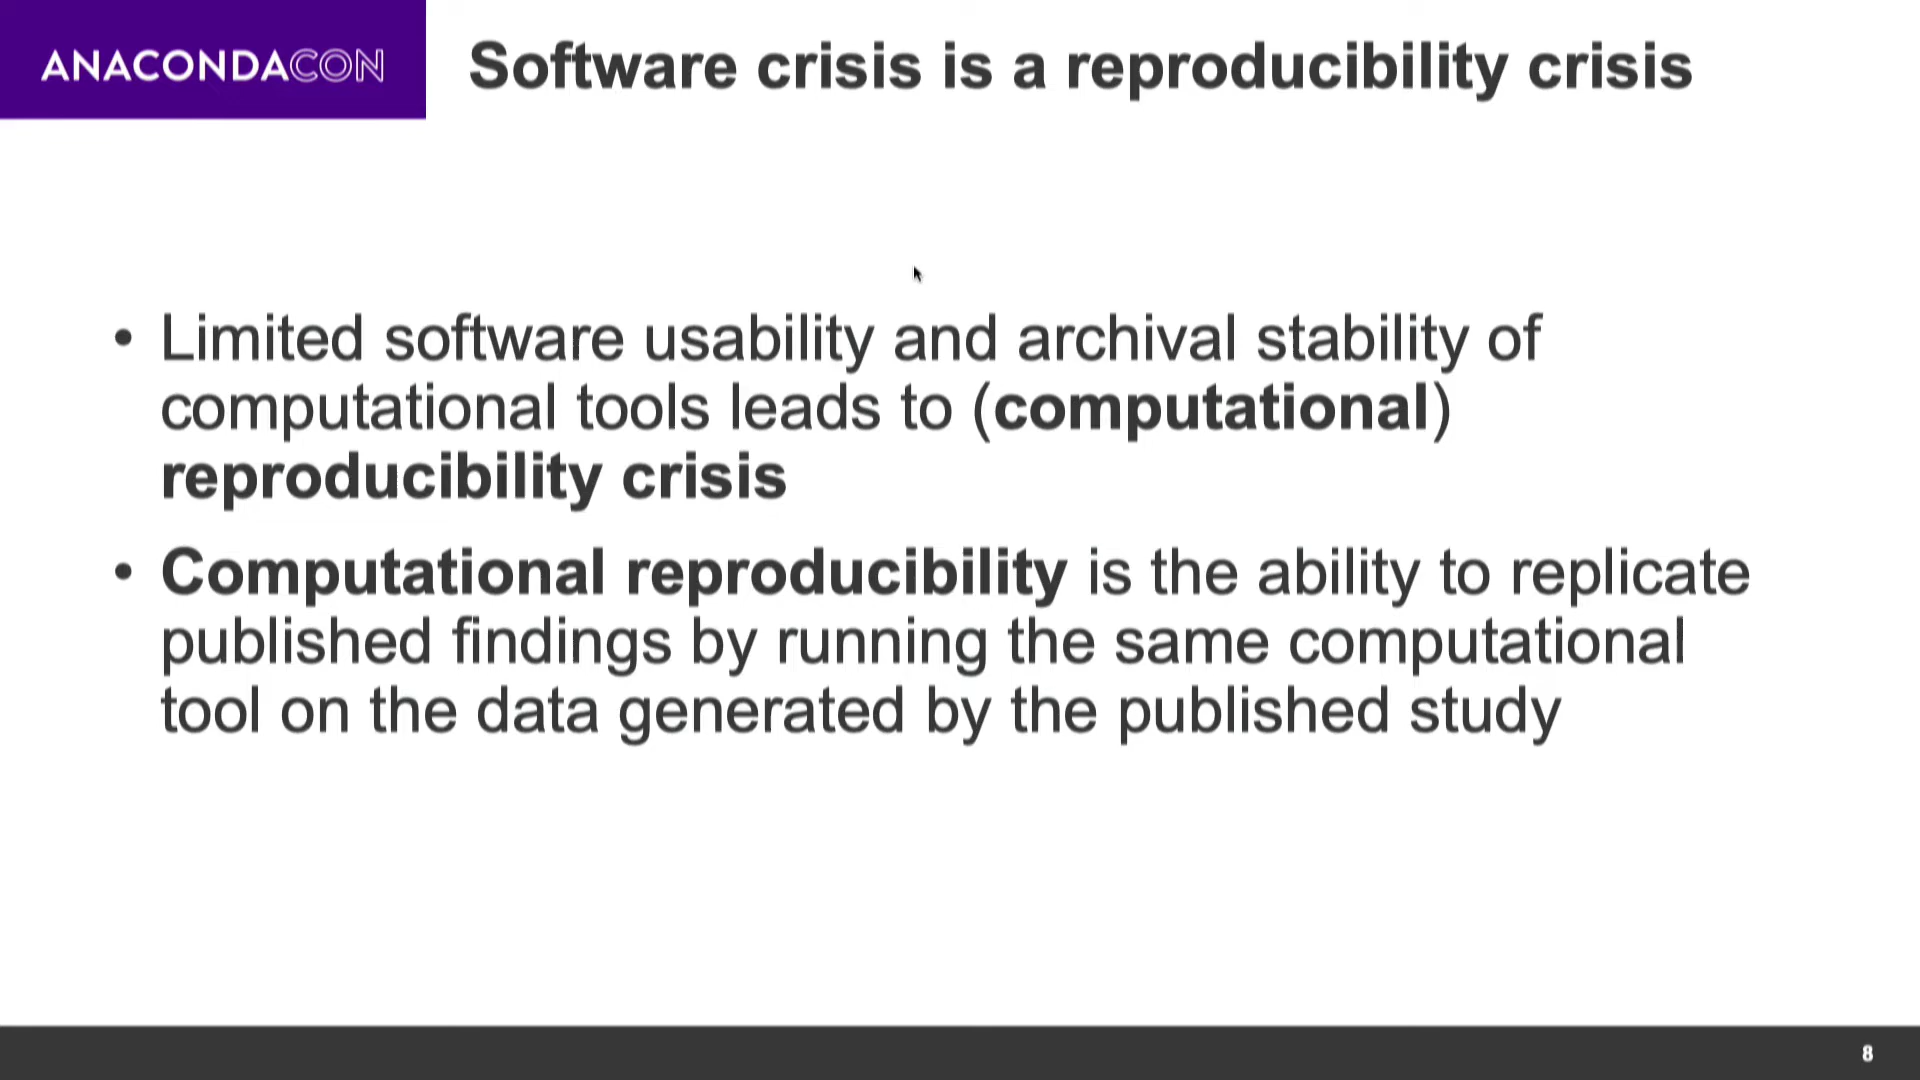 ANACONDACON
Software crisis is a reproducibility crisis
• Limited software usability and archival stability of
computational tools leads to (computational)
reproducibility crisis
• Computational reproducibility is the ability to replicate
published findings by running the same computational
tool on the data generated by the published study
8